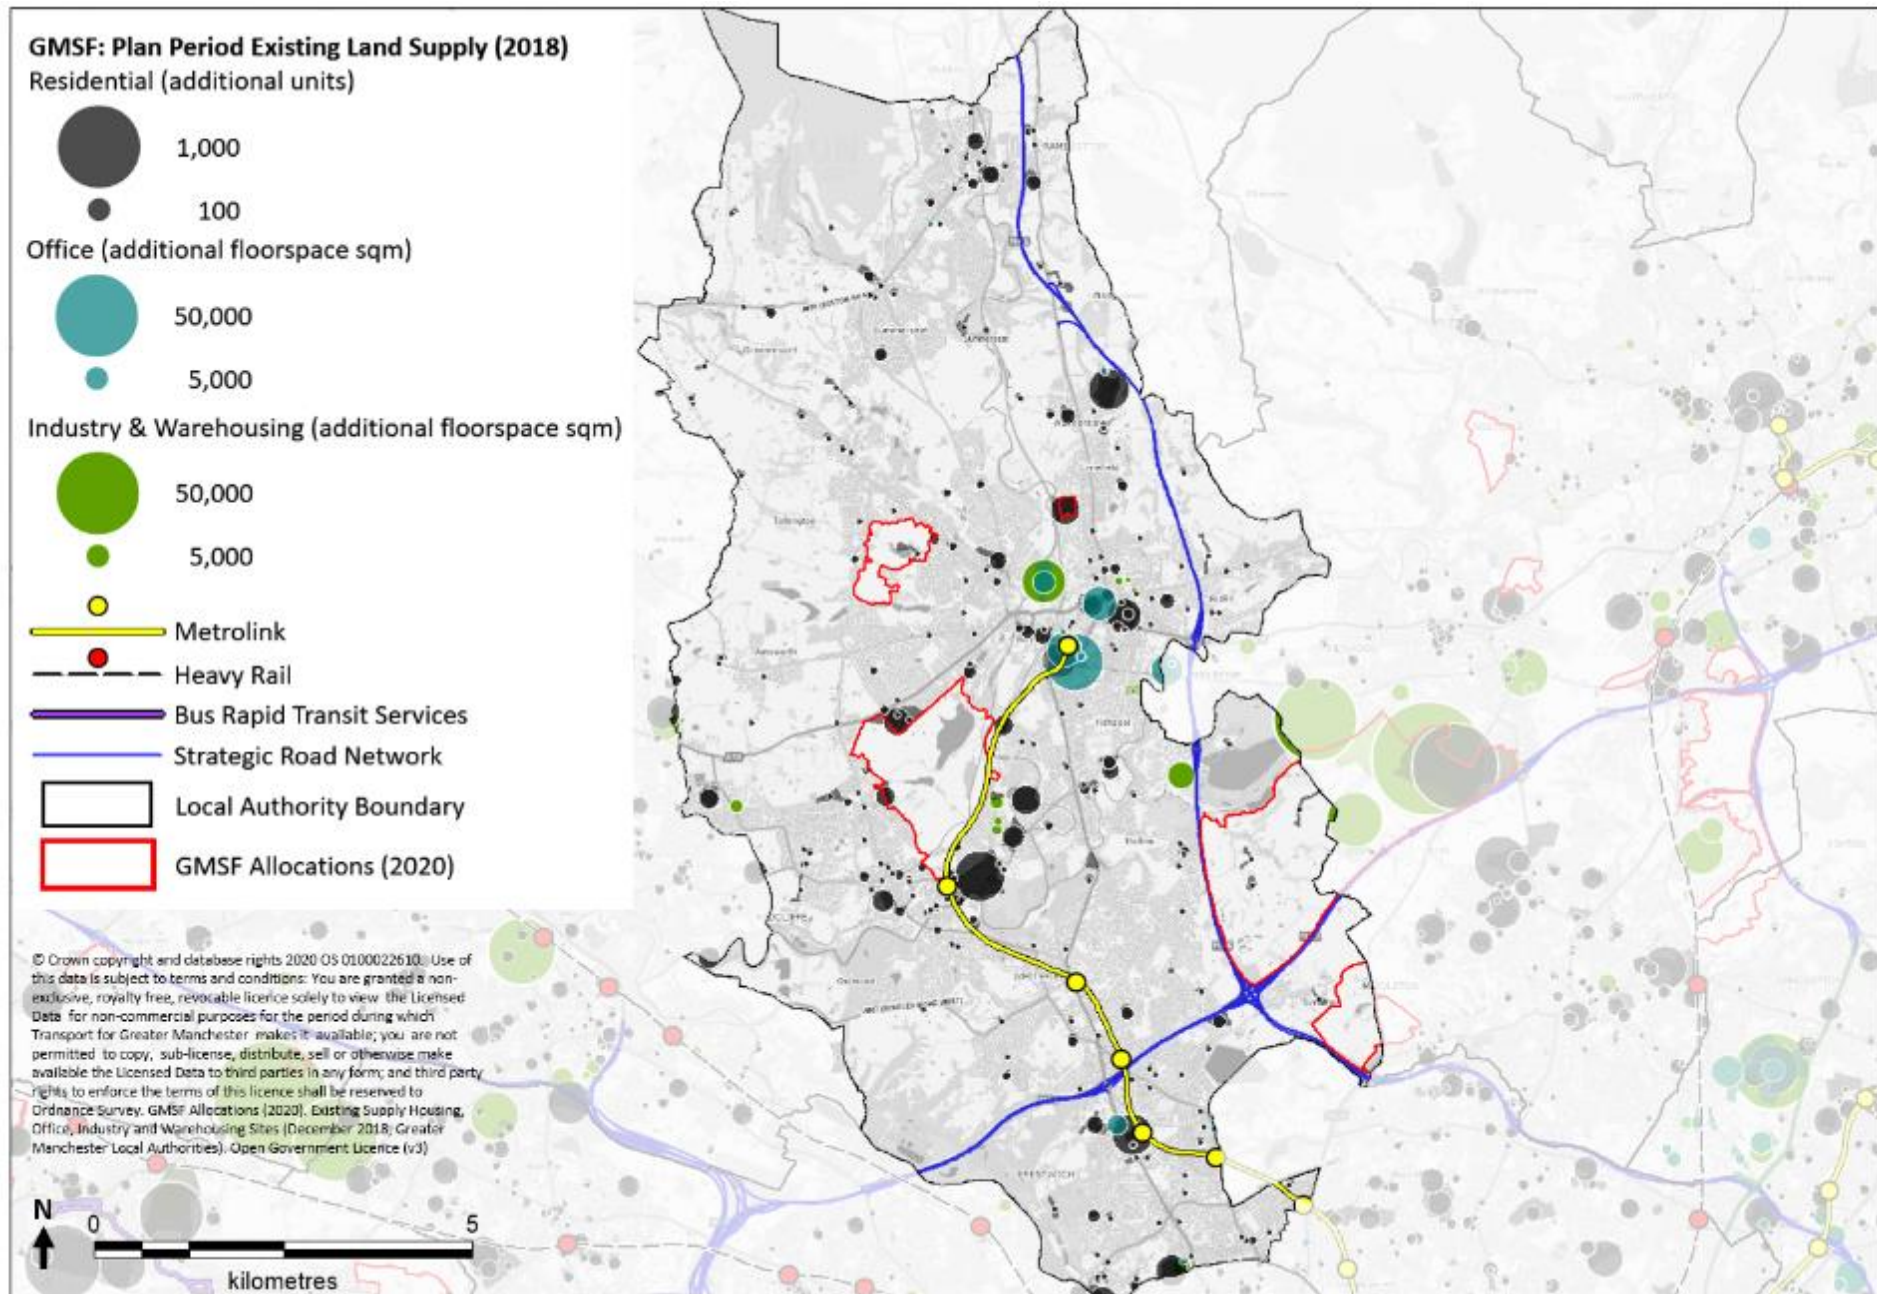 GMSF: Plan Period Existing Land Supply (2018)
Residential (additional units)
1,000
100
Office (additional floorspace sqm)
50,000
5,000
Industry & Warehousing (additional floorspace sqm)
50,000
5,000
Metrolink
Heavy Rail
Bus Rapid Transit Services
Strategic Road Network
Local Authority Boundary
GMSF Allocations (2020)
© Crown copyright and database rights 2020 OS 0100022610. Use of
this data is subject to terms and conditions: You are granted a non-
exclusive, royalty free, revocable licence solely to view the Licensed
Data for non-commercial purposes for the period during which
Transport for Greater Manchester makes it available; you are not
permitted to copy, sub-license, distribute, sell or otherwise make
available the Licensed Data to third parties in any form; and third party
rights to enforce the terms of this licence shall be reserved to
Ordnance Survey. GMSF Allocations (2020). Existing Supply Housing,
Office, Industry and Warehousing Sites (December 2018; Greater
Manchester Local Authorities). Open Government Licence (v3)
N
0 5
kilometres
PRESTWICH